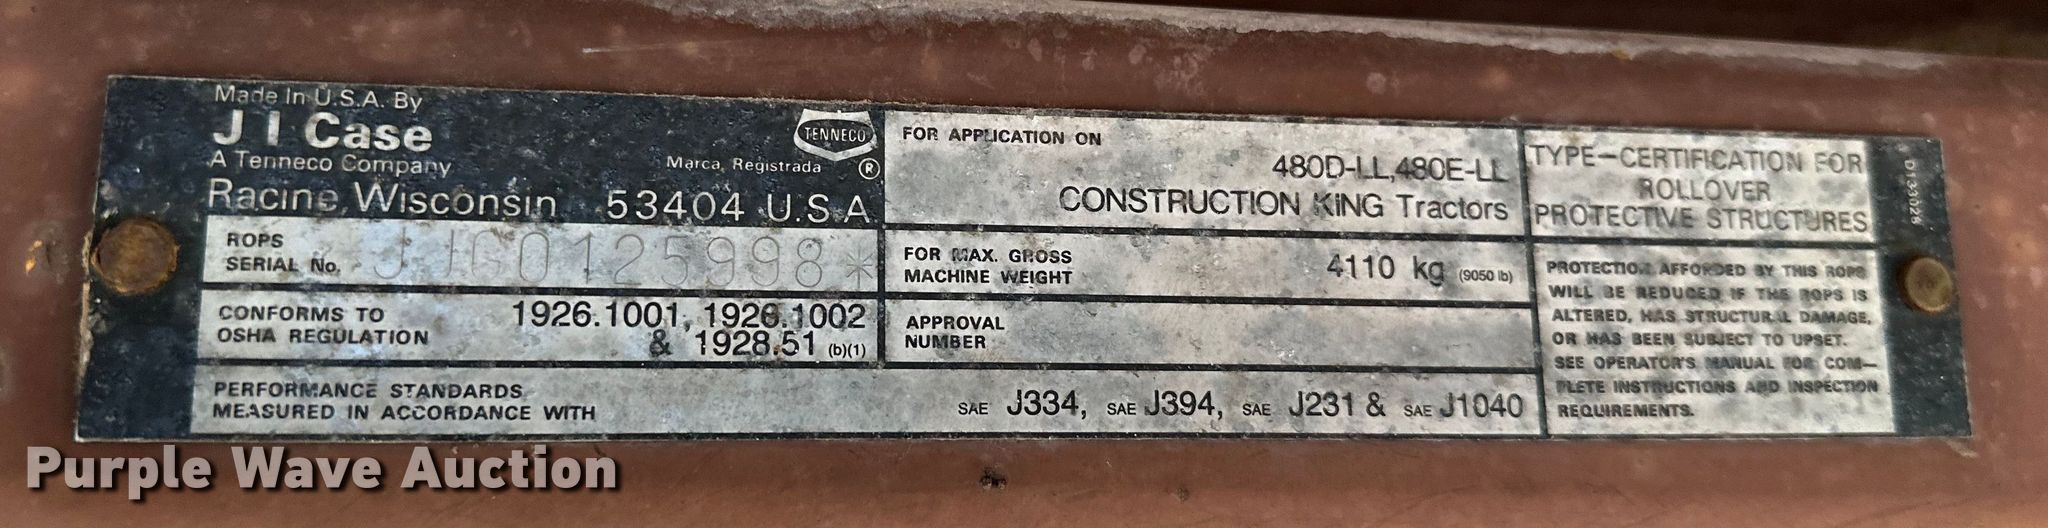 Made In U.S.A. By
J I Case
A Tenneco Company
Racine, Wisconsin 53404 U.S.A
TENNECO
Marca Registrada ®
ROPS
SERIAL No. JJG0125998*
CONFORMS TO
OSHA REGULATION
1926.1001, 1926.1002
& 1928.51 (b)(1)
PERFORMANCE STANDARDS
MEASURED IN ACCORDANCE WITH
SAE J334, SAE J394, SAE J231 & SAE J1040
FOR APPLICATION ON
480D-LL, 480E-LL
CONSTRUCTION KING Tractors
FOR MAX. GROSS
MACHINE WEIGHT
4110 kg (9050 lb)
APPROVAL
NUMBER
TYPE-CERTIFICATION FOR
ROLLOVER
PROTECTIVE STRUCTURES
PROTECTION AFFORDED BY THIS ROPS
WILL BE REDUCED IF THE ROPS IS
ALTERED, HAS STRUCTURAL DAMAGE,
OR HAS BEEN SUBJECT TO UPSET.
SEE OPERATOR'S MANUAL FOR COM-
PLETE INSTRUCTIONS AND INSPECTION
REQUIREMENTS.
D133026
Purple Wave Auction